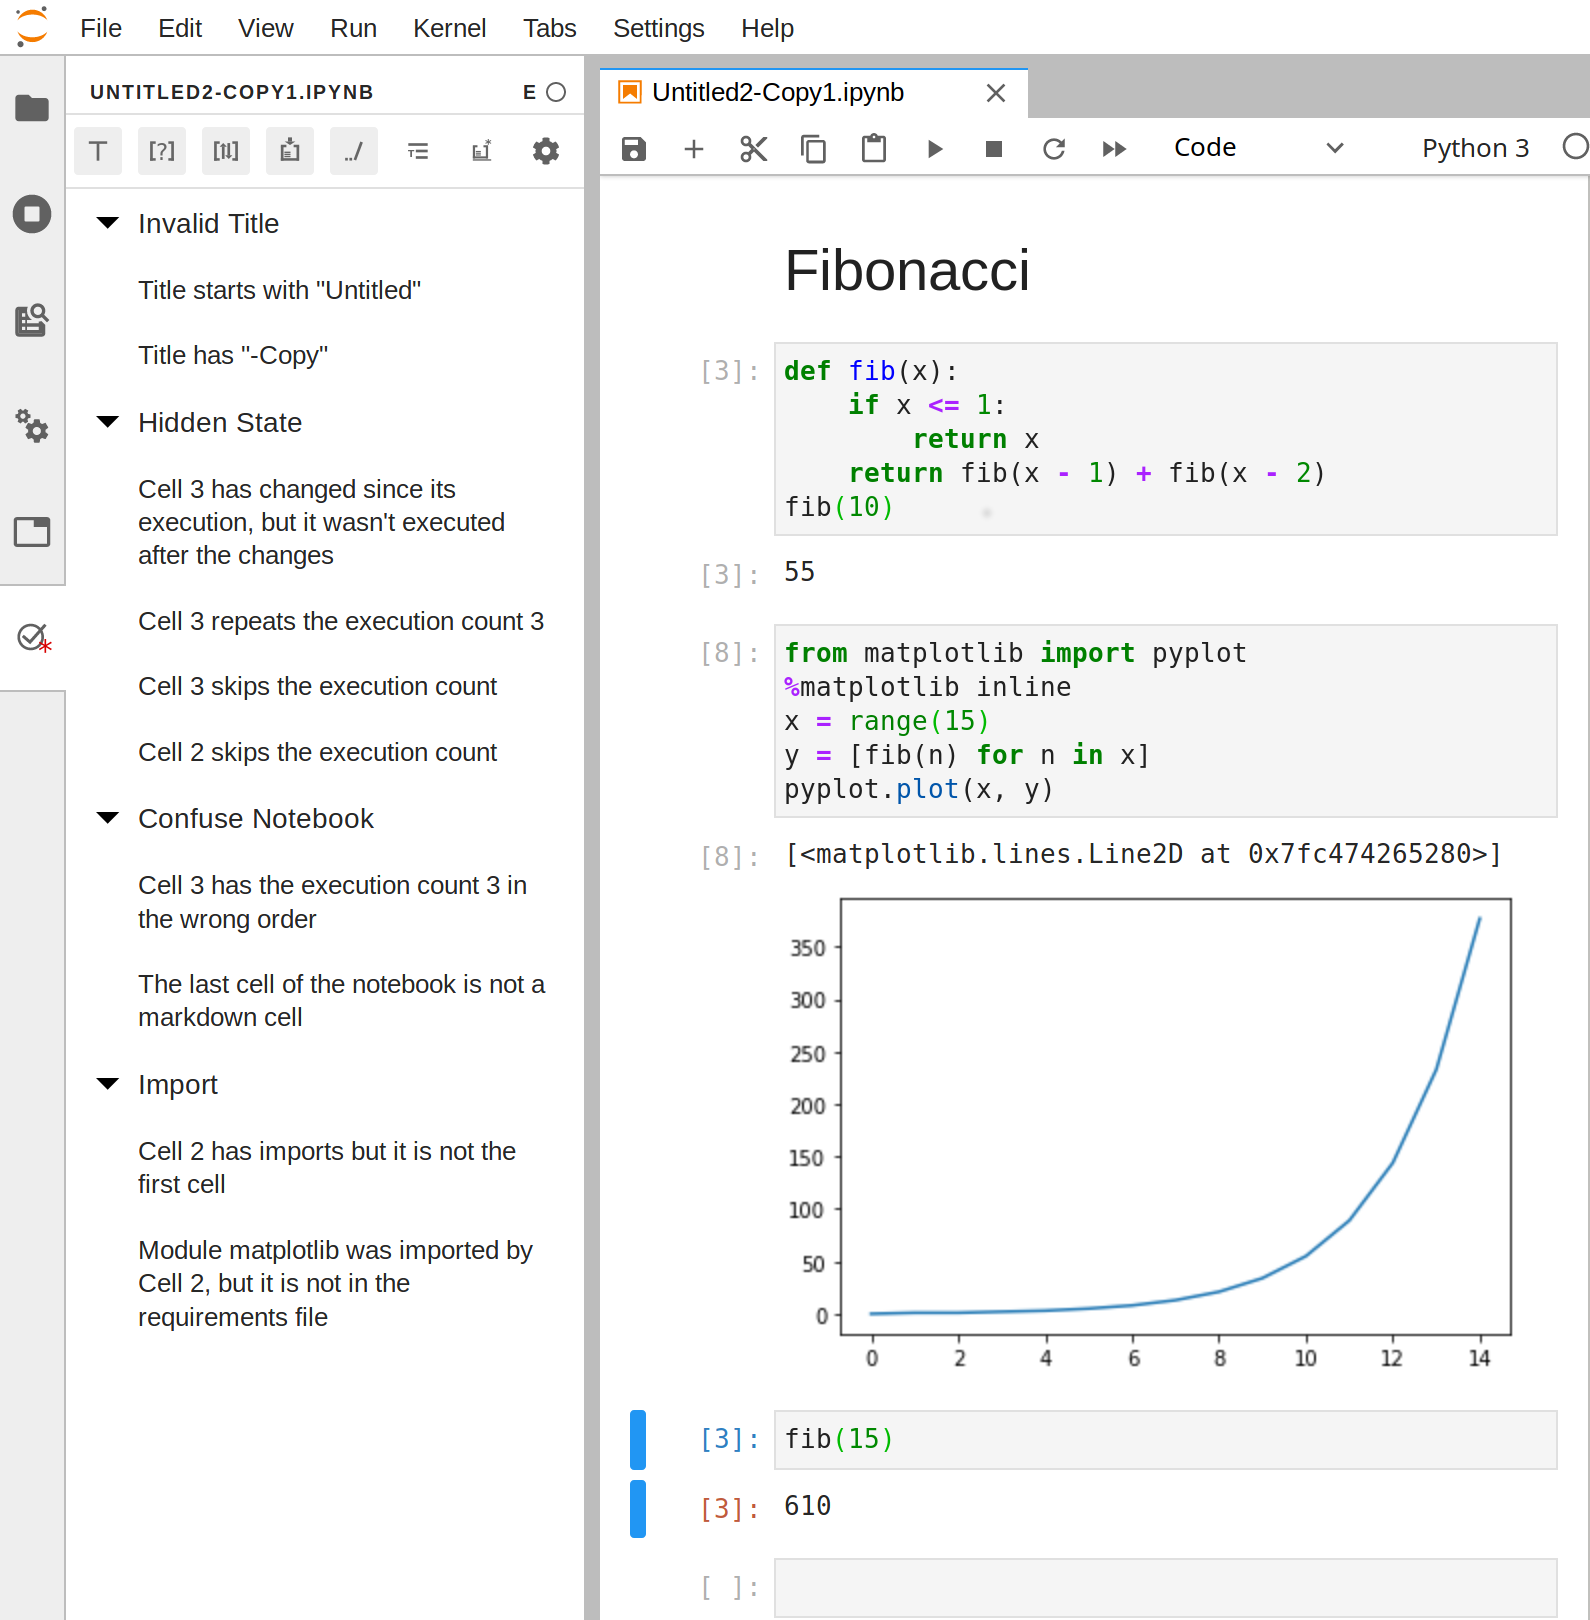 File Edit View Run Kernel Tabs Settings Help
UNTITLED2-COPY1.IPYNB E
Invalid Title
Title starts with "Untitled"
Title has "-Copy"
Hidden State
Cell 3 has changed since its
execution, but it wasn't executed
after the changes
Cell 3 repeats the execution count 3
Cell 3 skips the execution count
Cell 2 skips the execution count
Confuse Notebook
Cell 3 has the execution count 3 in
the wrong order
The last cell of the notebook is not a
markdown cell
Import
Cell 2 has imports but it is not the
first cell
Module matplotlib was imported by
Cell 2, but it is not in the
requirements file
Untitled2-Copy1.ipynb
Code Python 3
Fibonacci
[3]: def fib(x):
    if x <= 1:
        return x
    return fib(x - 1) + fib(x - 2)
fib(10)
[3]: 55
[8]: from matplotlib import pyplot
%matplotlib inline
x = range(15)
y = [fib(n) for n in x]
pyplot.plot(x, y)
[8]: [<matplotlib.lines.Line2D at 0x7fc474265280>]
350
300
250
200
150
100
50
0
0 2 4 6 8 10 12 14
[3]: fib(15)
[3]: 610
[ ]: